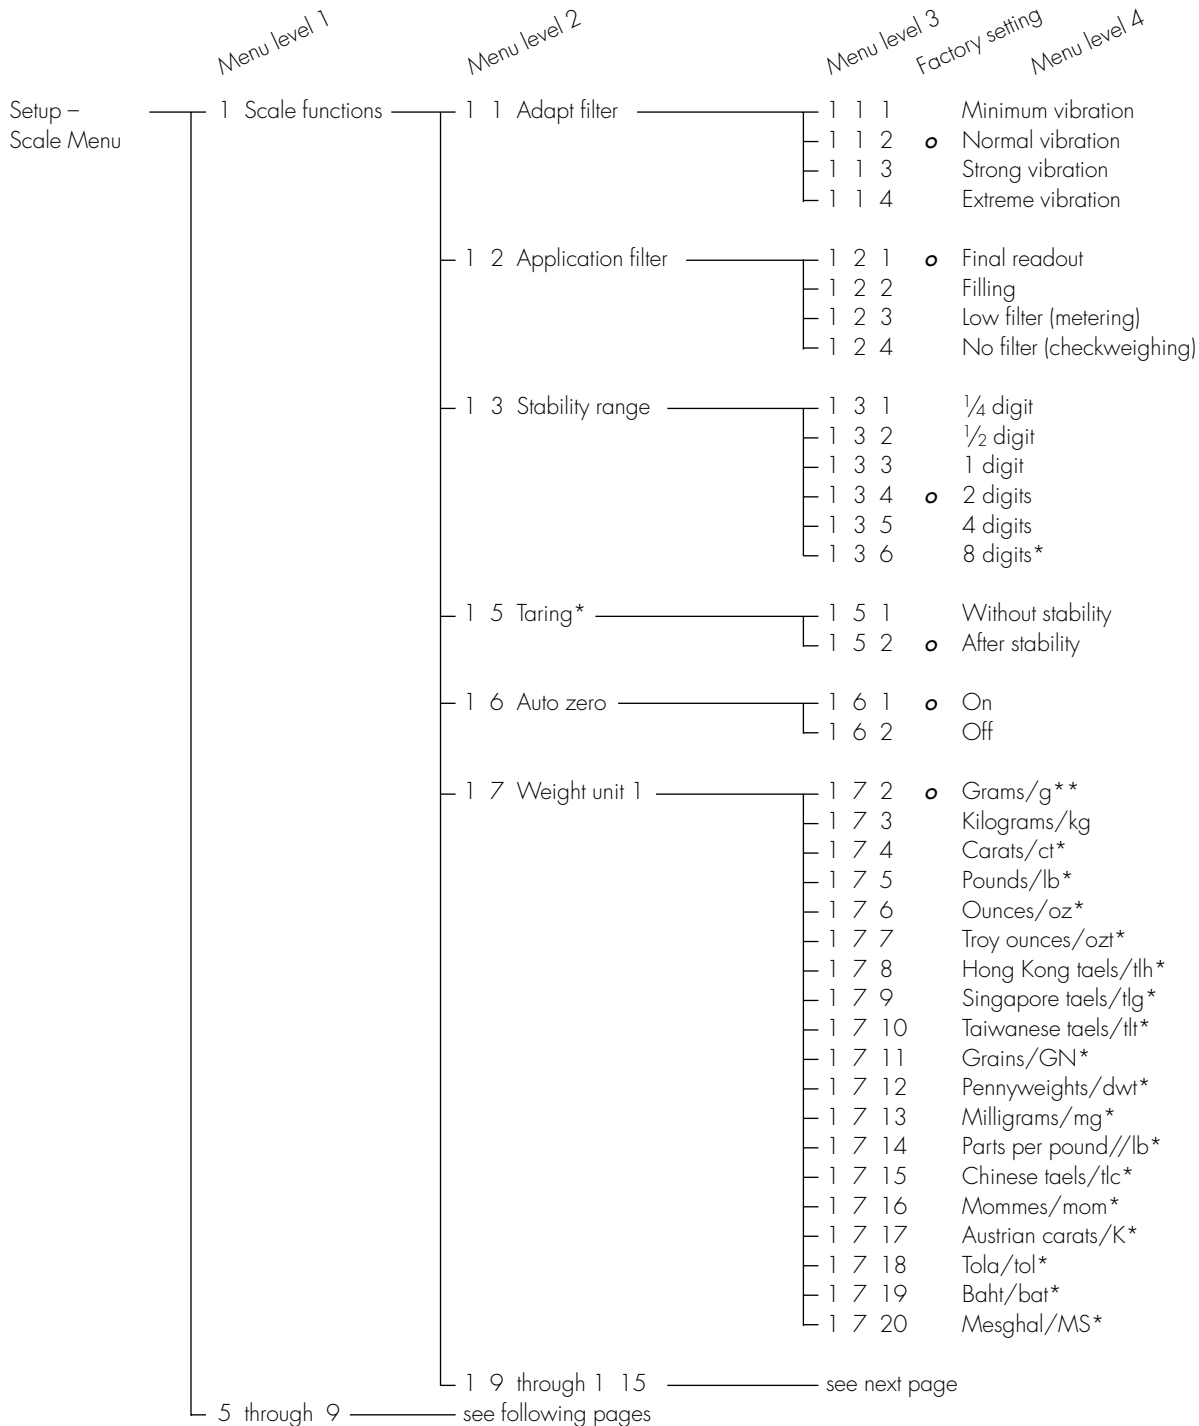 Menu level 1 Menu level 2 Menu level 3 Factory setting Menu level 4
Setup – 1 Scale functions 1 1 Adapt filter 1 1 1 Minimum vibration
Scale Menu 1 1 2 o Normal vibration
1 1 3 Strong vibration
1 1 4 Extreme vibration
1 2 Application filter 1 2 1 o Final readout
1 2 2 Filling
1 2 3 Low filter (metering)
1 2 4 No filter (checkweighing)
1 3 Stability range 1 3 1 1/4 digit
1 3 2 1/2 digit
1 3 3 1 digit
1 3 4 o 2 digits
1 3 5 4 digits
1 3 6 8 digits*
1 5 Taring* 1 5 1 Without stability
1 5 2 o After stability
1 6 Auto zero 1 6 1 o On
1 6 2 Off
1 7 Weight unit 1 1 7 2 o Grams/g**
1 7 3 Kilograms/kg
1 7 4 Carats/ct*
1 7 5 Pounds/lb*
1 7 6 Ounces/oz*
1 7 7 Troy ounces/ozt*
1 7 8 Hong Kong taels/tlh*
1 7 9 Singapore taels/tlg*
1 7 10 Taiwanese taels/tlt*
1 7 11 Grains/GN*
1 7 12 Pennyweights/dwt*
1 7 13 Milligrams/mg*
1 7 14 Parts per pound//lb*
1 7 15 Chinese taels/tlc*
1 7 16 Mommes/mom*
1 7 17 Austrian carats/K*
1 7 18 Tola/tol*
1 7 19 Baht/bat*
1 7 20 Mesghal/MS*
1 9 through 1 15 see next page
5 through 9 see following pages